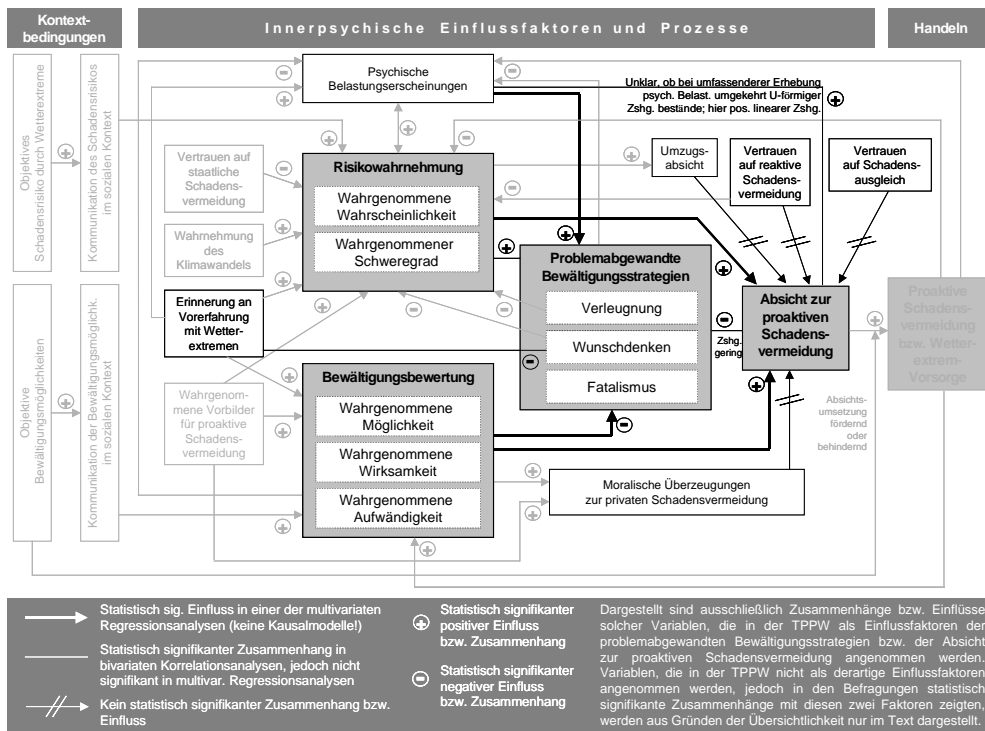 Kontext-
bedingungen
Innerpsychische Einflussfaktoren und Prozesse
Handeln
Objektives
Schadensrisiko durch Wetterextreme
Kommunikation des Schadensrisikos
im sozialen Kontext
Objektive
Bewältigungsmöglichkeiten
Kommunikation der Bewältigungsmöglichk.
im sozialen Kontext
Psychische
Belastungserscheinungen
Unklar, ob bei umfassenderer Erhebung
psych. Belast. umgekehrt U-förmiger
Zshg. bestände; hier pos. linearer Zshg.
Vertrauen auf
staatliche
Schadens-
vermeidung
Wahrnehmung
des
Klimawandels
Erinnerung an
Vorerfahrung
mit Wetter-
extremen
Wahrgenom-
mene Vorbilder
für proaktive
Schadens-
vermeidung
Risikowahrnehmung
Wahrgenommene
Wahrscheinlichkeit
Wahrgenommener
Schweregrad
Bewältigungsbewertung
Wahrgenommene
Möglichkeit
Wahrgenommene
Wirksamkeit
Wahrgenommene
Aufwändigkeit
Problemabgewandte
Bewältigungsstrategien
Verleugnung
Wunschdenken
Fatalismus
Umzugs-
absicht
Vertrauen
auf reaktive
Schadens-
vermeidung
Vertrauen
auf Schadens-
ausgleich
Zshg.
gering
Absicht zur
proaktiven
Schadens-
vermeidung
Moralische Überzeugungen
zur privaten Schadensvermeidung
Absichts-
umsetzung
fördernd
oder
behindernd
Proaktive
Schadens-
vermeidung
bzw. Wetter-
extrem-
Vorsorge
Statistisch sig. Einfluss in einer der multivariaten
Regressionsanalysen (keine Kausalmodelle!)
Statistisch signifikanter Zusammenhang in
bivariaten Korrelationsanalysen, jedoch nicht
signifikant in multivar. Regressionsanalysen
Kein statistisch signifikanter Zusammenhang bzw.
Einfluss
Statistisch signifikanter
positiver Einfluss
bzw. Zusammenhang
Statistisch signifikanter
negativer Einfluss
bzw. Zusammenhang
Dargestellt sind ausschließlich Zusammenhänge bzw. Einflüsse
solcher Variablen, die in der TPPW als Einflussfaktoren der
problemabgewandten Bewältigungsstrategien bzw. der Absicht
zur proaktiven Schadensvermeidung angenommen werden.
Variablen, die in der TPPW nicht als derartige Einflussfaktoren
angenommen werden, jedoch in den Befragungen statistisch
signifikante Zusammenhänge mit diesen zwei Faktoren zeigten,
werden aus Gründen der Übersichtlichkeit nur im Text dargestellt.